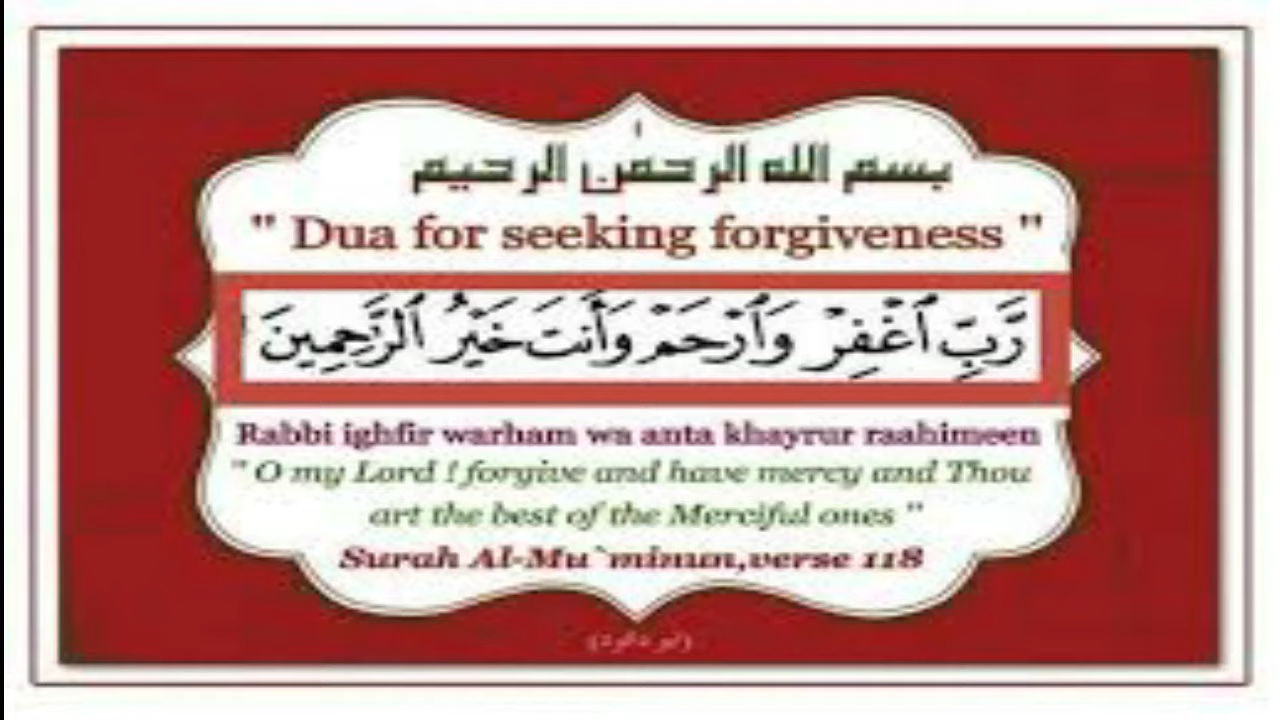 بسم الله الرحمٰن الرحيم
" Dua for seeking forgiveness "
رَّبِّ ٱغْفِرْ وَٱرْحَمْ وَأَنتَ خَيْرُ ٱلرَّٰحِمِينَ
Rabbi ighfir warham wa anta khayrur raahimeen
" O my Lord ! forgive and have mercy and Thou
art the best of the Merciful ones "
Surah Al-Mu`minun,verse 118